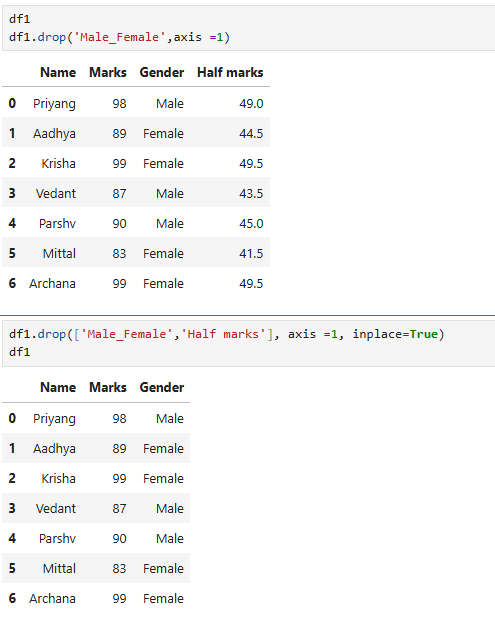 df1
df1.drop('Male_Female',axis =1)
Name Marks Gender Half marks
0 Priyang 98 Male 49.0
1 Aadhya 89 Female 44.5
2 Krisha 99 Female 49.5
3 Vedant 87 Male 43.5
4 Parshv 90 Male 45.0
5 Mittal 83 Female 41.5
6 Archana 99 Female 49.5
df1.drop(['Male_Female','Half marks'], axis =1, inplace=True)
df1
Name Marks Gender
0 Priyang 98 Male
1 Aadhya 89 Female
2 Krisha 99 Female
3 Vedant 87 Male
4 Parshv 90 Male
5 Mittal 83 Female
6 Archana 99 Female